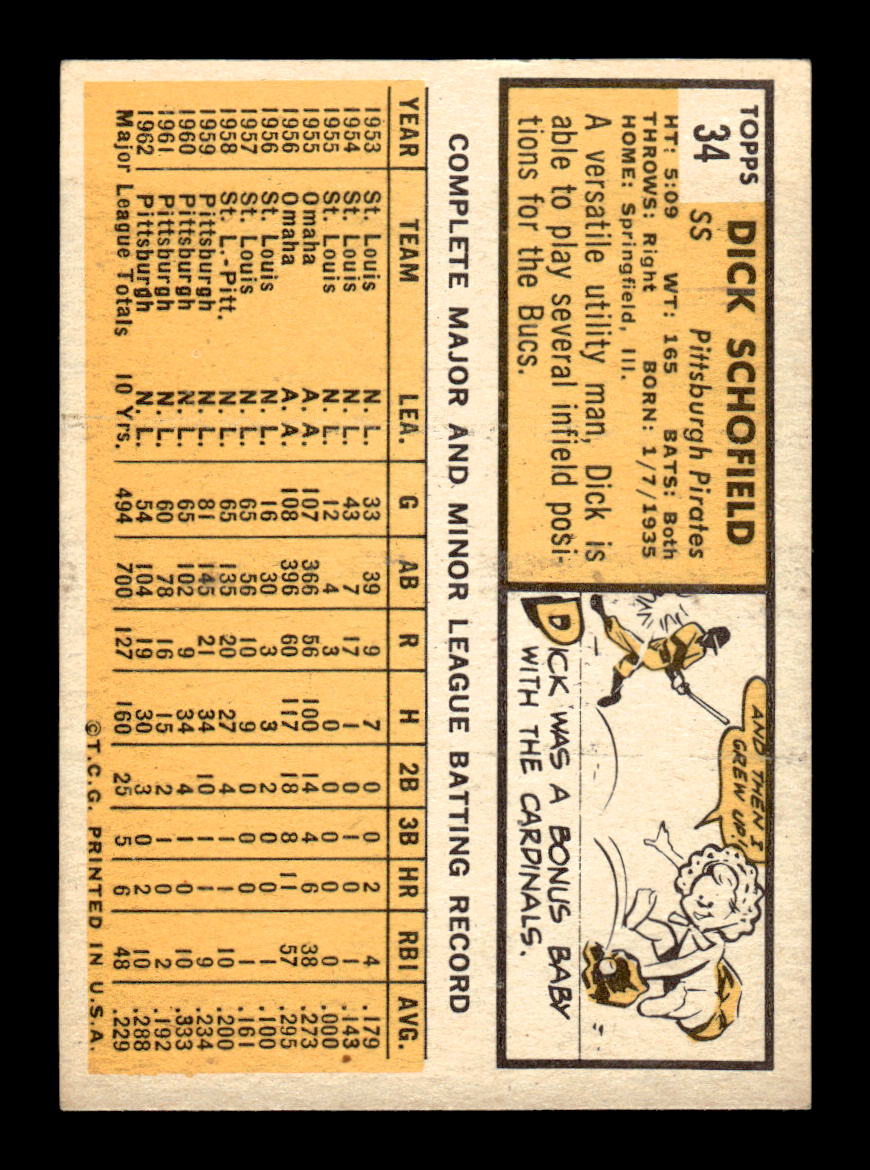 TOPPS
34
DICK SCHOFIELD
SS Pittsburgh Pirates
HT: 5:09 WT: 165 BATS: Both
THROWS: Right BORN: 1/7/1935
HOME: Springfield, Ill.
A versatile utility man, Dick is
able to play several infield posi-
tions for the Bucs.
AND THEN I
GREW UP!
DICK WAS A BONUS BABY
WITH THE CARDINALS.
COMPLETE MAJOR AND MINOR LEAGUE BATTING RECORD
YEAR TEAM LEA. G AB R H 2B 3B HR RBI AVG.
1953 St. Louis N. L. 33 39 9 7 0 0 2 4 .179
1954 St. Louis N. L. 43 7 17 1 0 1 0 1 .143
1955 St. Louis N. L. 12 4 3 0 0 0 0 0 .000
1955 Omaha A. A. 107 366 56 100 14 4 6 38 .273
1956 Omaha A. A. 108 396 60 117 18 8 11 57 .295
1956 St. Louis N. L. 16 30 3 3 2 0 0 1 .100
1957 St. Louis N. L. 65 56 10 9 0 0 0 1 .161
1958 St. L.-Pitt. N. L. 65 135 20 27 4 1 1 10 .200
1959 Pittsburgh N. L. 81 145 21 34 10 1 1 9 .234
1960 Pittsburgh N. L. 65 102 9 34 4 1 0 10 .333
1961 Pittsburgh N. L. 60 78 16 15 2 1 0 2 .192
1962 Pittsburgh N. L. 54 104 19 30 3 0 2 10 .288
Major League Totals 10 Yrs. 494 700 127 160 25 5 6 48 .229
©T.C.G. PRINTED IN U.S.A.